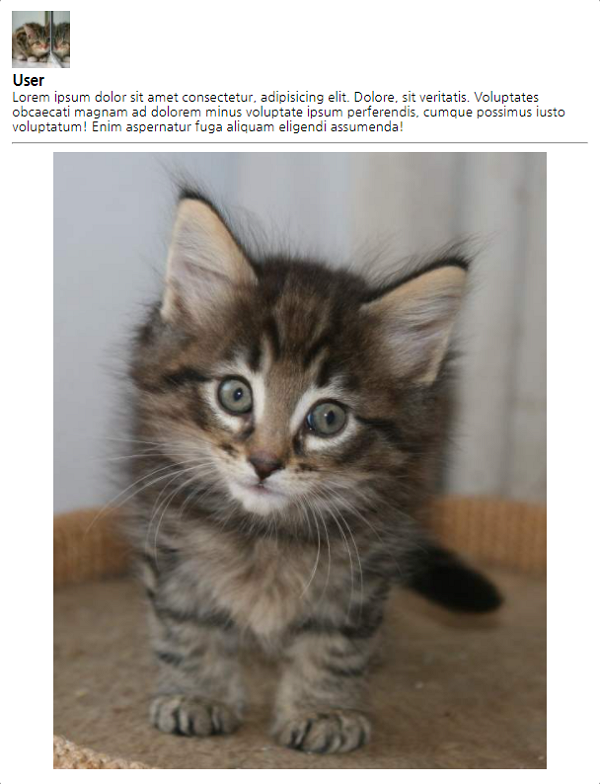 User
Lorem ipsum dolor sit amet consectetur, adipisicing elit. Dolore, sit veritatis. Voluptates
obcaecati magnam ad dolorem minus voluptate ipsum perferendis, cumque possimus iusto
voluptatum! Enim aspernatur fuga aliquam eligendi assumenda!